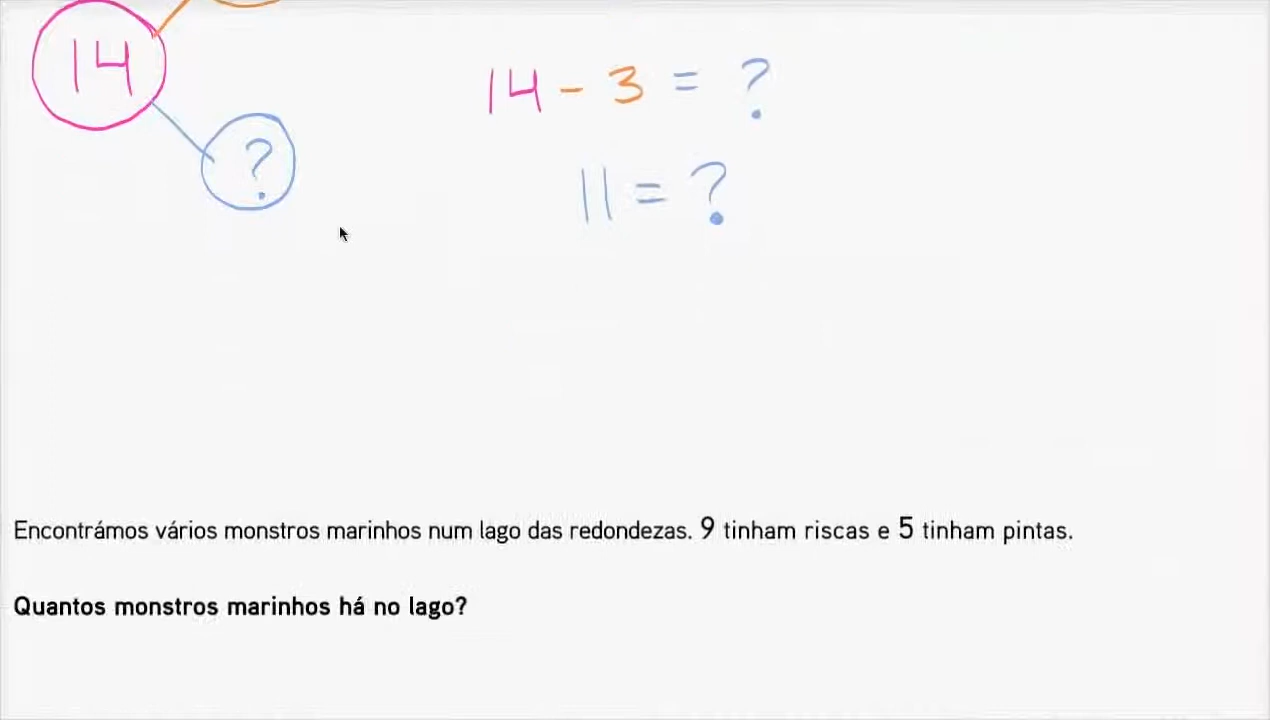 14
14 - 3 = ?
?
11 = ?
Encontrámos vários monstros marinhos num lago das redondezas. 9 tinham riscas e 5 tinham pintas.
Quantos monstros marinhos há no lago?